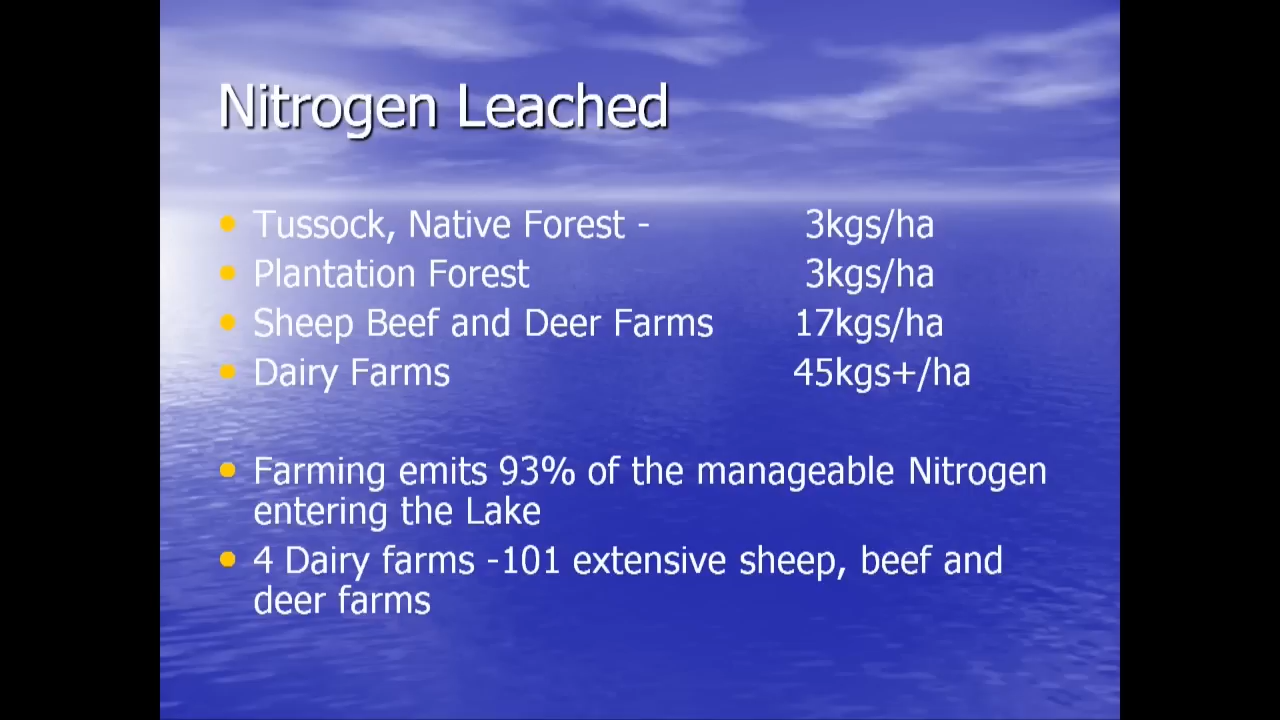 Nitrogen Leached
• Tussock, Native Forest - 3kgs/ha
• Plantation Forest 3kgs/ha
• Sheep Beef and Deer Farms 17kgs/ha
• Dairy Farms 45kgs+/ha
• Farming emits 93% of the manageable Nitrogen
entering the Lake
• 4 Dairy farms -101 extensive sheep, beef and
deer farms